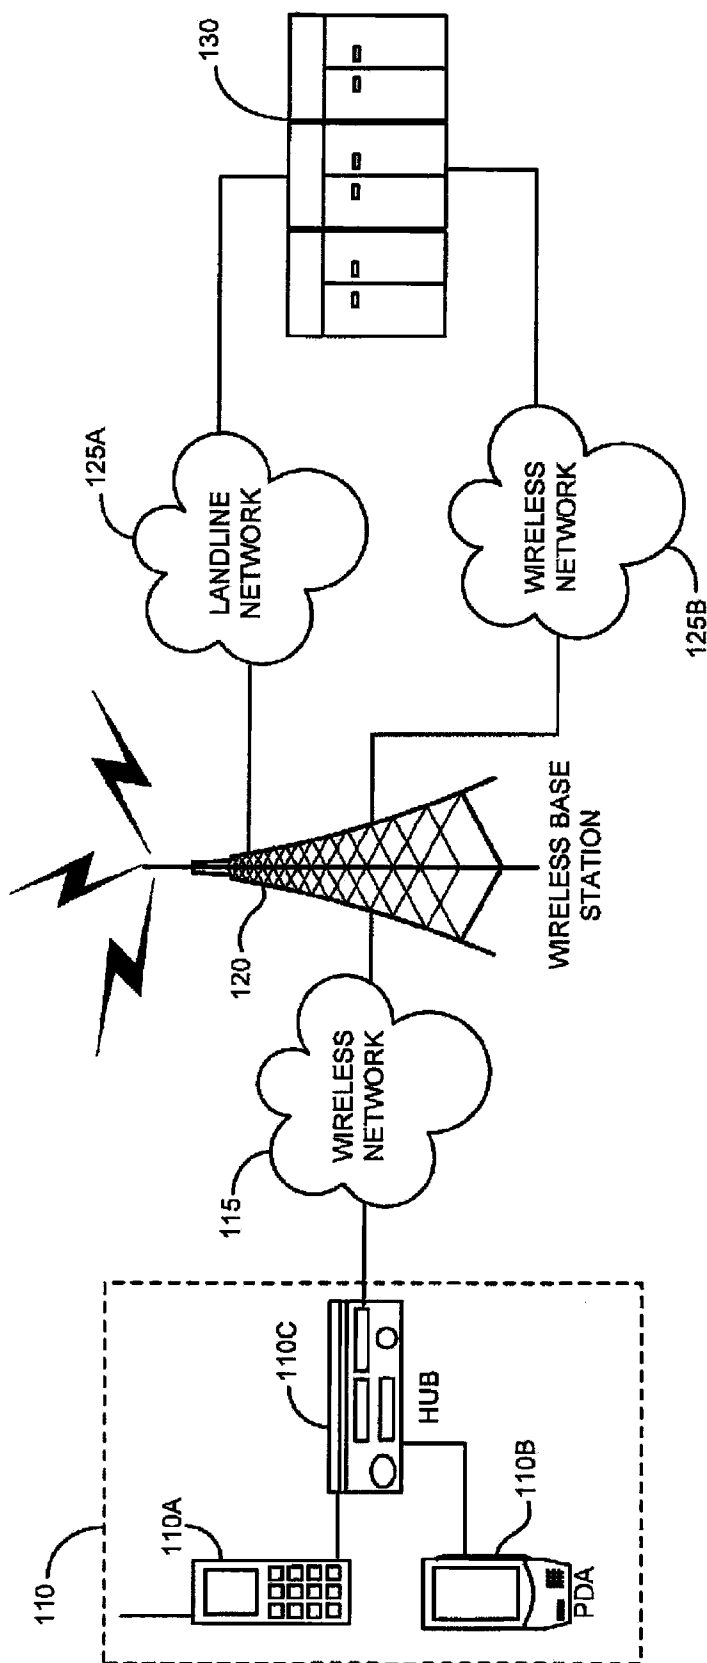 110
110A
110C
HUB
110B
PDA
115
WIRELESS
NETWORK
120
WIRELESS BASE
STATION
125A
LANDLINE
NETWORK
WIRELESS
NETWORK
125B
130